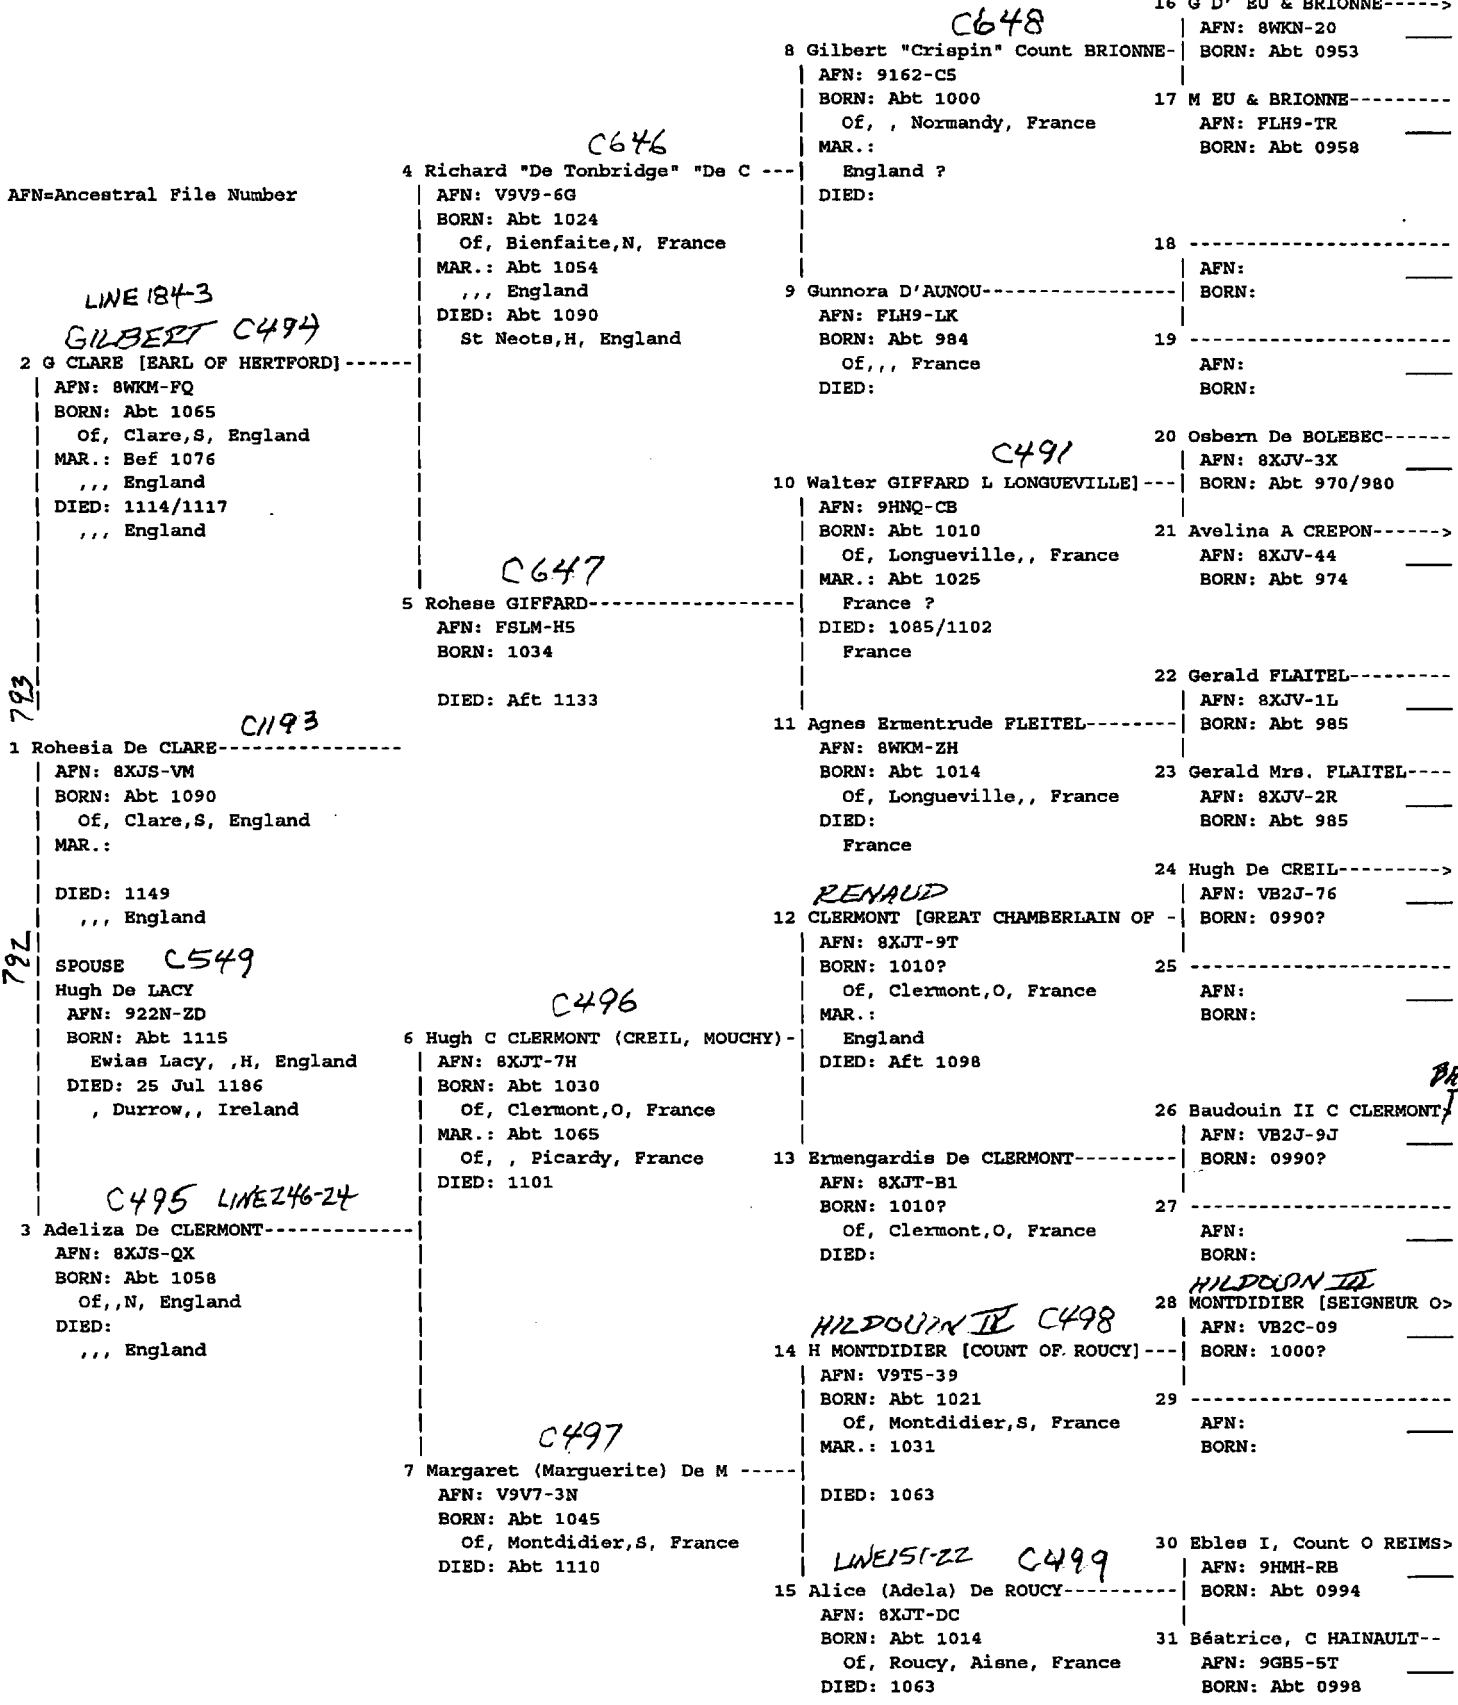 AFN=Ancestral File Number
LINE 184-3
GILBERT C494
2 G CLARE [EARL OF HERTFORD]
AFN: 8WKM-FQ
BORN: Abt 1065
Of, Clare,S, England
MAR.: Bef 1076
,,, England
DIED: 1114/1117
,,, England
793
C1193
1 Rohesia De CLARE
AFN: 8XJS-VM
BORN: Abt 1090
Of, Clare,S, England
MAR.:
DIED: 1149
,,, England
792
SPOUSE C549
Hugh De LACY
AFN: 922N-ZD
BORN: Abt 1115
Ewias Lacy, ,H, England
DIED: 25 Jul 1186
, Durrow,, Ireland
C495 LINE 246-24
3 Adeliza De CLERMONT
AFN: 8XJS-QX
BORN: Abt 1058
Of,,N, England
DIED:
,,, England
C646
4 Richard "De Tonbridge" "De C ---
AFN: V9V9-6G
BORN: Abt 1024
Of, Bienfaite,N, France
MAR.: Abt 1054
,,, England
DIED: Abt 1090
St Neots,H, England
C647
5 Rohese GIFFARD
AFN: FSLM-H5
BORN: 1034
DIED: Aft 1133
C496
6 Hugh C CLERMONT (CREIL, MOUCHY) -
AFN: 8XJT-7H
BORN: Abt 1030
Of, Clermont,O, France
MAR.: Abt 1065
Of, , Picardy, France
DIED: 1101
C497
7 Margaret (Marguerite) De M -----
AFN: V9V7-3N
BORN: Abt 1045
Of, Montdidier,S, France
DIED: Abt 1110
C648
8 Gilbert "Crispin" Count BRIONNE-
AFN: 9162-C5
BORN: Abt 1000
Of, , Normandy, France
MAR.:
England ?
DIED:
9 Gunnora D'AUNOU
AFN: FLH9-LK
BORN: Abt 984
Of,,, France
DIED:
C491
10 Walter GIFFARD L LONGUEVILLE] ---
AFN: 9HNQ-CB
BORN: Abt 1010
Of, Longueville,, France
MAR.: Abt 1025
France ?
DIED: 1085/1102
France
11 Agnes Ermentrude FLEITEL
AFN: 8WKM-ZH
BORN: Abt 1014
Of, Longueville,, France
DIED:
France
RENAUD
12 CLERMONT [GREAT CHAMBERLAIN OF -
AFN: 8XJT-9T
BORN: 1010?
Of, Clermont,O, France
MAR.:
England
DIED: Aft 1098
13 Ermengardis De CLERMONT
AFN: 8XJT-B1
BORN: 1010?
Of, Clermont,O, France
DIED:
HILDOUIN IV C498
14 H MONTDIDIER [COUNT OF ROUCY] ---
AFN: V9T5-39
BORN: Abt 1021
Of, Montdidier,S, France
MAR.: 1031
DIED: 1063
LINE 151-22 C499
15 Alice (Adela) De ROUCY
AFN: 8XJT-DC
BORN: Abt 1014
Of, Roucy, Aisne, France
DIED: 1063
16 G D' EU & BRIONNE----->
AFN: 8WKN-20
BORN: Abt 0953
17 M EU & BRIONNE
AFN: FLH9-TR
BORN: Abt 0958
18
AFN:
BORN:
19
AFN:
BORN:
20 Osbern De BOLEBEC
AFN: 8XJV-3X
BORN: Abt 970/980
21 Avelina A CREPON------>
AFN: 8XJV-44
BORN: Abt 974
22 Gerald FLAITEL
AFN: 8XJV-1L
BORN: Abt 985
23 Gerald Mrs. FLAITEL
AFN: 8XJV-2R
BORN: Abt 985
24 Hugh De CREIL--------->
AFN: VB2J-76
BORN: 0990?
25
AFN:
BORN:
26 Baudouin II C CLERMONT>
AFN: VB2J-9J
BORN: 0990?
27
AFN:
BORN:
HILDOUIN III
28 MONTDIDIER [SEIGNEUR O>
AFN: VB2C-09
BORN: 1000?
29
AFN:
BORN:
30 Ebles I, Count O REIMS>
AFN: 9HMH-RB
BORN: Abt 0994
31 Béatrice, C HAINAULT--
AFN: 9GB5-5T
BORN: Abt 0998